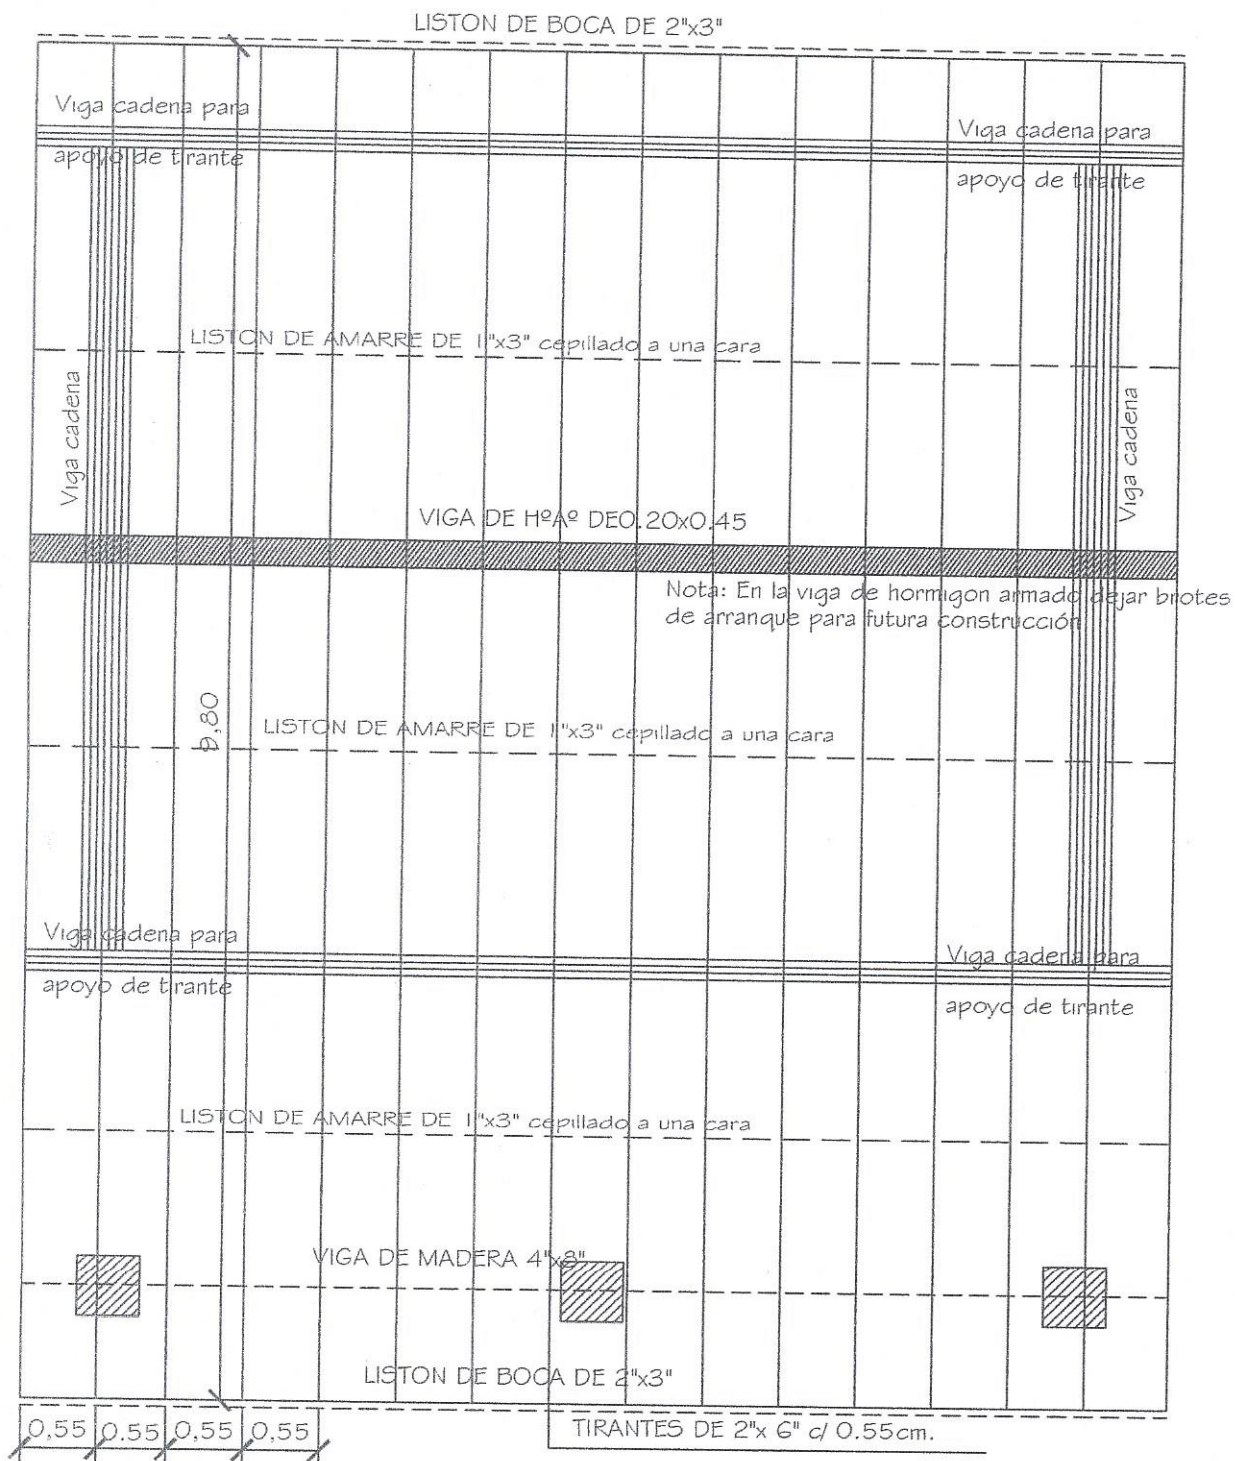 LISTON DE BOCA DE 2"x3"
Viga cadena para
apoyo de tirante
Viga cadena para
apoyo de tirante
LISTON DE AMARRE DE 1"x3" cepillado a una cara
Viga cadena
Viga cadena
VIGA DE HºAº DE0.20x0.45
Nota: En la viga de hormigon armado dejar brotes
de arranque para futura construcción
9,80
LISTON DE AMARRE DE 1"x3" cepillado a una cara
Viga cadena para
apoyo de tirante
Viga cadena para
apoyo de tirante
LISTON DE AMARRE DE 1"x3" cepillado a una cara
VIGA DE MADERA 4"x8"
LISTON DE BOCA DE 2"x3"
0,55 0.55 0,55 0,55
TIRANTES DE 2"x 6" c/ 0.55cm.